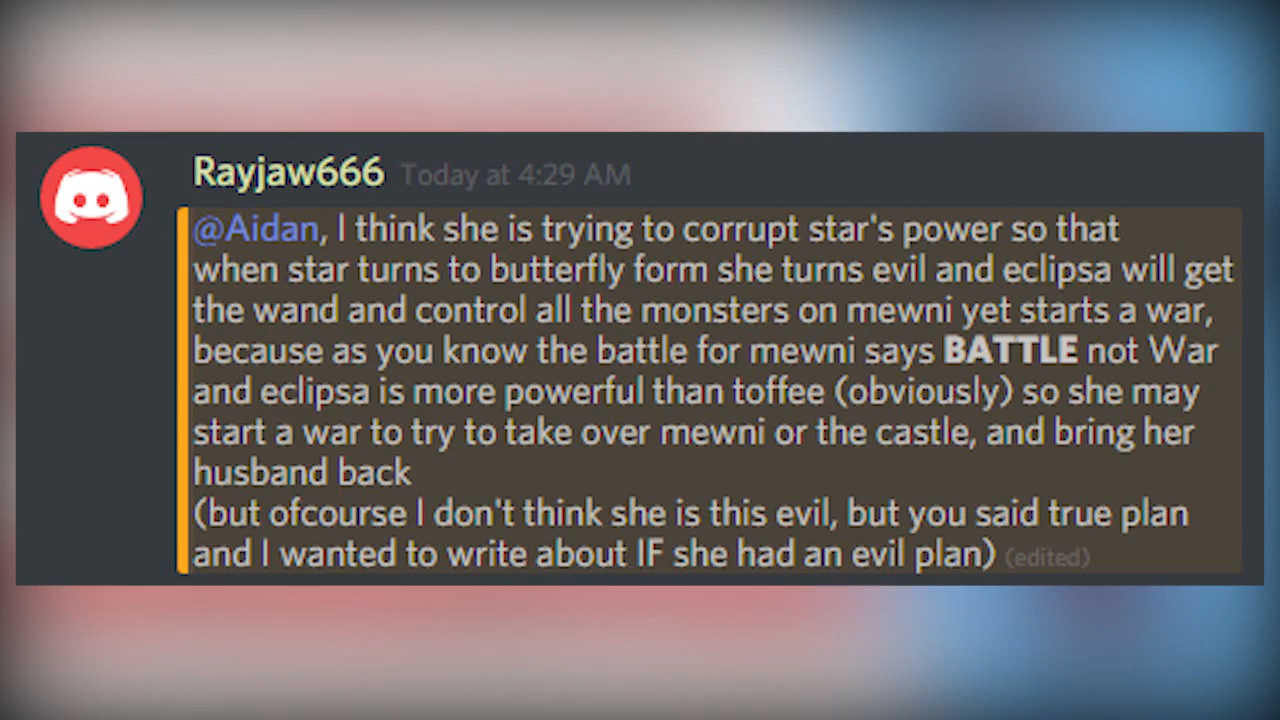 Rayjaw666 Today at 4:29 AM
@Aidan, I think she is trying to corrupt star's power so that
when star turns to butterfly form she turns evil and eclipsa will get
the wand and control all the monsters on mewni yet starts a war,
because as you know the battle for mewni says BATTLE not War
and eclipsa is more powerful than toffee (obviously) so she may
start a war to try to take over mewni or the castle, and bring her
husband back
(but ofcourse I don't think she is this evil, but you said true plan
and I wanted to write about IF she had an evil plan) (edited)